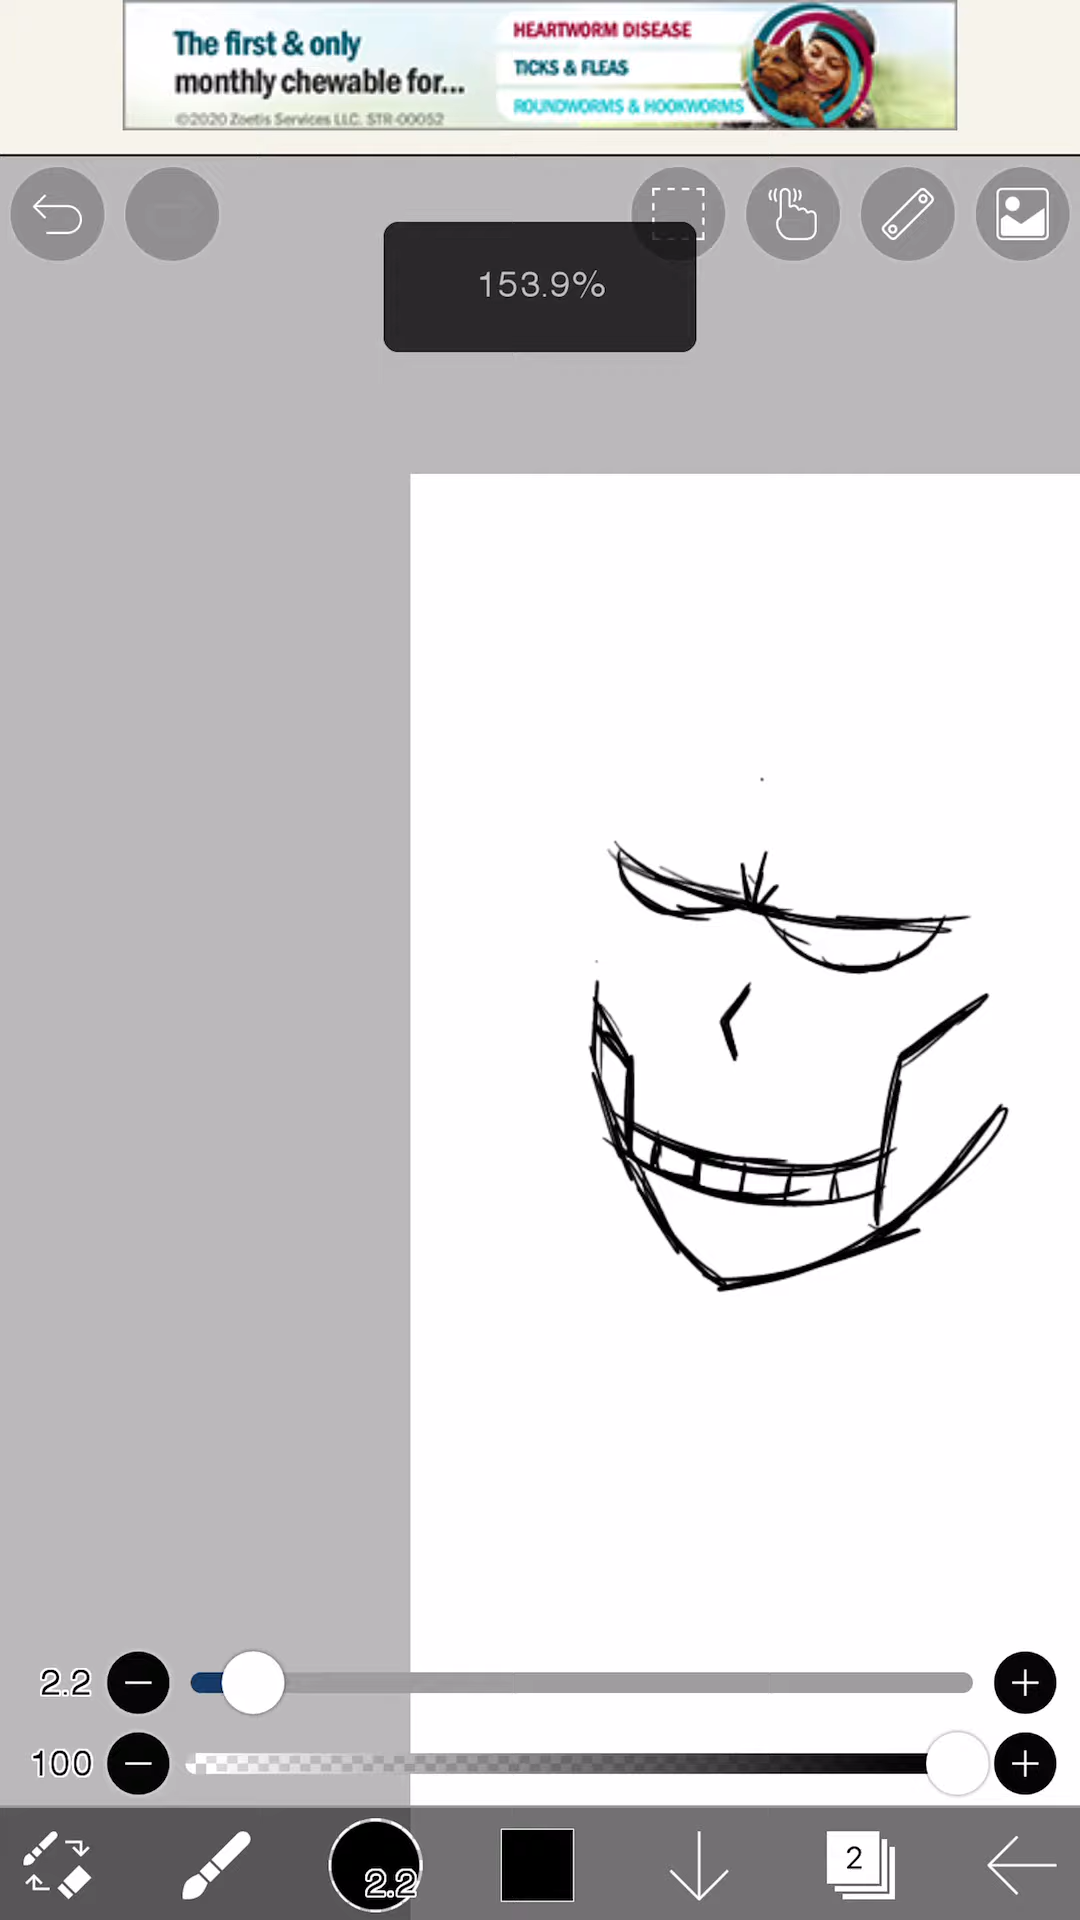 The first & only
monthly chewable for...
©2020 Zoetis Services LLC. STR-00052
HEARTWORM DISEASE
TICKS & FLEAS
ROUNDWORMS & HOOKWORMS
153.9%
2.2
100
2.2
2